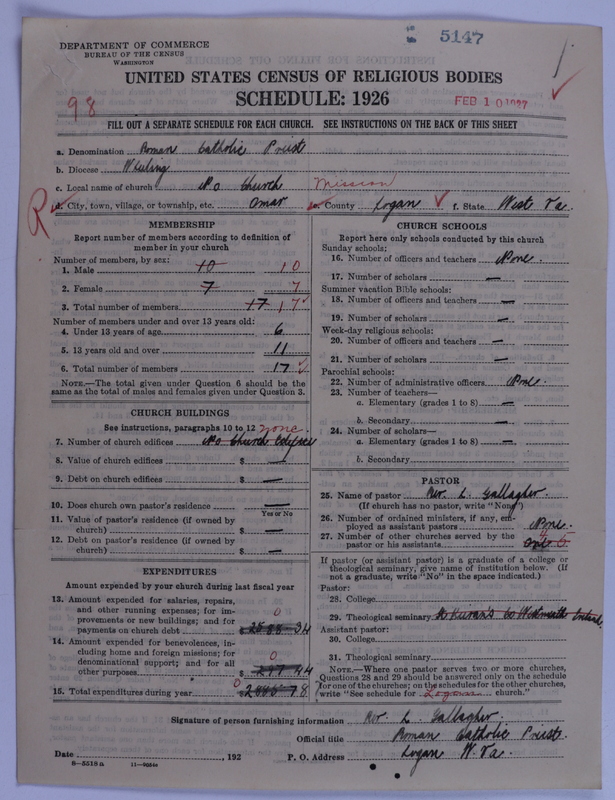 5147
DEPARTMENT OF COMMERCE
BUREAU OF THE CENSUS
WASHINGTON
UNITED STATES CENSUS OF RELIGIOUS BODIES
SCHEDULE: 1926
98
FEB 10 1927
FILL OUT A SEPARATE SCHEDULE FOR EACH CHURCH. SEE INSTRUCTIONS ON THE BACK OF THIS SHEET
a. Denomination Roman Catholic Priest
b. Diocese Wheling
c. Local name of church No Church Mission
R
d. City, town, village, or township, etc. Omar e. County Logan f. State West Va.
MEMBERSHIP
Report number of members according to definition of member in your church
Number of members, by sex:
1. Male 10 10
2. Female 7 7
3. Total number of members 17 17
Number of members under and over 13 years old:
4. Under 13 years of age 6
5. 13 years old and over 11
6. Total number of members 17
NOTE.—The total given under Question 6 should be the same as the total of males and females given under Question 3.
CHURCH BUILDINGS
See instructions, paragraphs 10 to 12 none
7. Number of church edifices No Church Edifices
8. Value of church edifices $ —
9. Debt on church edifices $ —
10. Does church own pastor's residence —
Yes or No
11. Value of pastor's residence (if owned by church) $ —
12. Debt on pastor's residence (if owned by church) $ —
EXPENDITURES
Amount expended by your church during last fiscal year
13. Amount expended for salaries, repairs, and other running expenses; for improvements or new buildings; and for payments on church debt 0 $
14. Amount expended for benevolences, including home and foreign missions; for denominational support; and for all other purposes 0 $
15. Total expenditures during year 0 $
CHURCH SCHOOLS
Report here only schools conducted by this church
Sunday schools:
16. Number of officers and teachers None.
17. Number of scholars —
Summer vacation Bible schools:
18. Number of officers and teachers —
19. Number of scholars —
Week-day religious schools:
20. Number of officers and teachers —
21. Number of scholars —
Parochial schools:
22. Number of administrative officers None.
23. Number of teachers—
a. Elementary (grades 1 to 8) —
b. Secondary —
24. Number of scholars—
a. Elementary (grades 1 to 8) —
b. Secondary
PASTOR
25. Name of pastor Rev. L. Gallagher.
(If church has no pastor, write "None")
26. Number of ordained ministers, if any, employed as assistant pastors None.
27. Number of other churches served by the pastor or his assistants
If pastor (or assistant pastor) is a graduate of a college or theological seminary, give name of institution below. (If not a graduate, write "No" in the space indicated.)
Pastor:
28. College
29. Theological seminary Co Westmeath Ireland
Assistant pastor:
30. College
31. Theological seminary
NOTE.—Where one pastor serves two or more churches, Questions 28 and 29 should be answered only on the schedule for one of the churches; on the schedules for the other churches, write "See schedule for Logan church."
Signature of person furnishing information Rev. L Gallagher.
Official title Roman Catholic Priest.
Date , 192 P. O. Address Logan W. Va.
8—5518 a 11—9054a